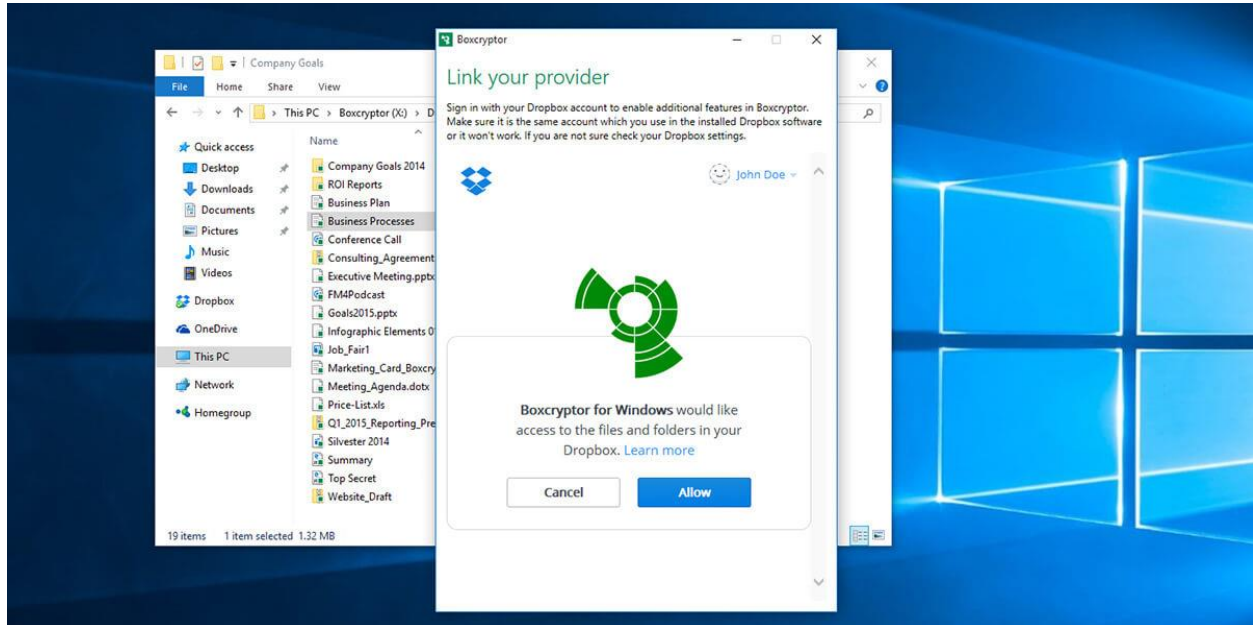 Company Goals
File Home Share View
This PC > Boxcryptor (X:) > D
Quick access
Desktop
Downloads
Documents
Pictures
Music
Videos
Dropbox
OneDrive
This PC
Network
Homegroup
Name
Company Goals 2014
ROI Reports
Business Plan
Business Processes
Conference Call
Consulting_Agreement
Executive Meeting.pptx
FM4Podcast
Goals2015.pptx
Infographic Elements 0
Job_Fair1
Marketing_Card_Boxcry
Meeting_Agenda.dotx
Price-List.xls
Q1_2015_Reporting_Pre
Silvester 2014
Summary
Top Secret
Website_Draft
19 items 1 item selected 1.32 MB
Boxcryptor
Link your provider
Sign in with your Dropbox account to enable additional features in Boxcryptor.
Make sure it is the same account which you use in the installed Dropbox software
or it won't work. If you are not sure check your Dropbox settings.
John Doe
Boxcryptor for Windows would like
access to the files and folders in your
Dropbox. Learn more
Cancel Allow